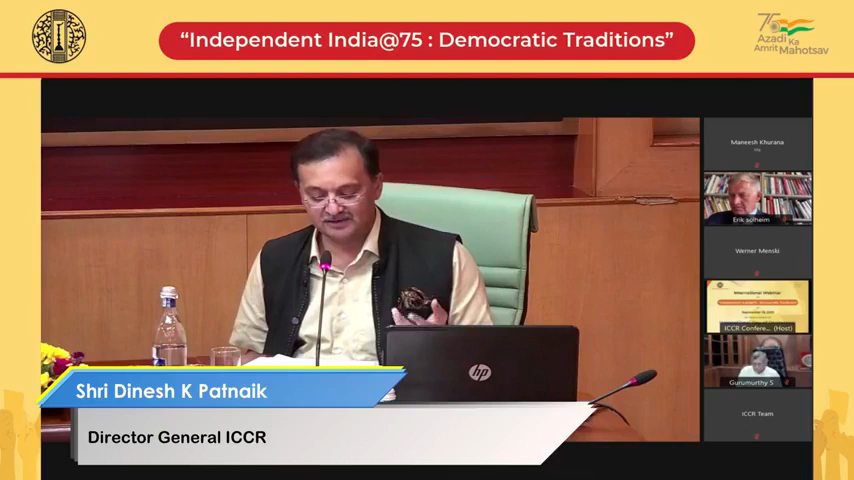 “Independent India@75 : Democratic Traditions”
75
Azadi
Ka
Amrit
Mahotsav
Maneesh Khurana
Me
Erik solheim
Werner Menski
International Webinar
ICCR Confere... (Host)
Gurumurthy S
ICCR Team
hp
Shri Dinesh K Patnaik
Director General ICCR